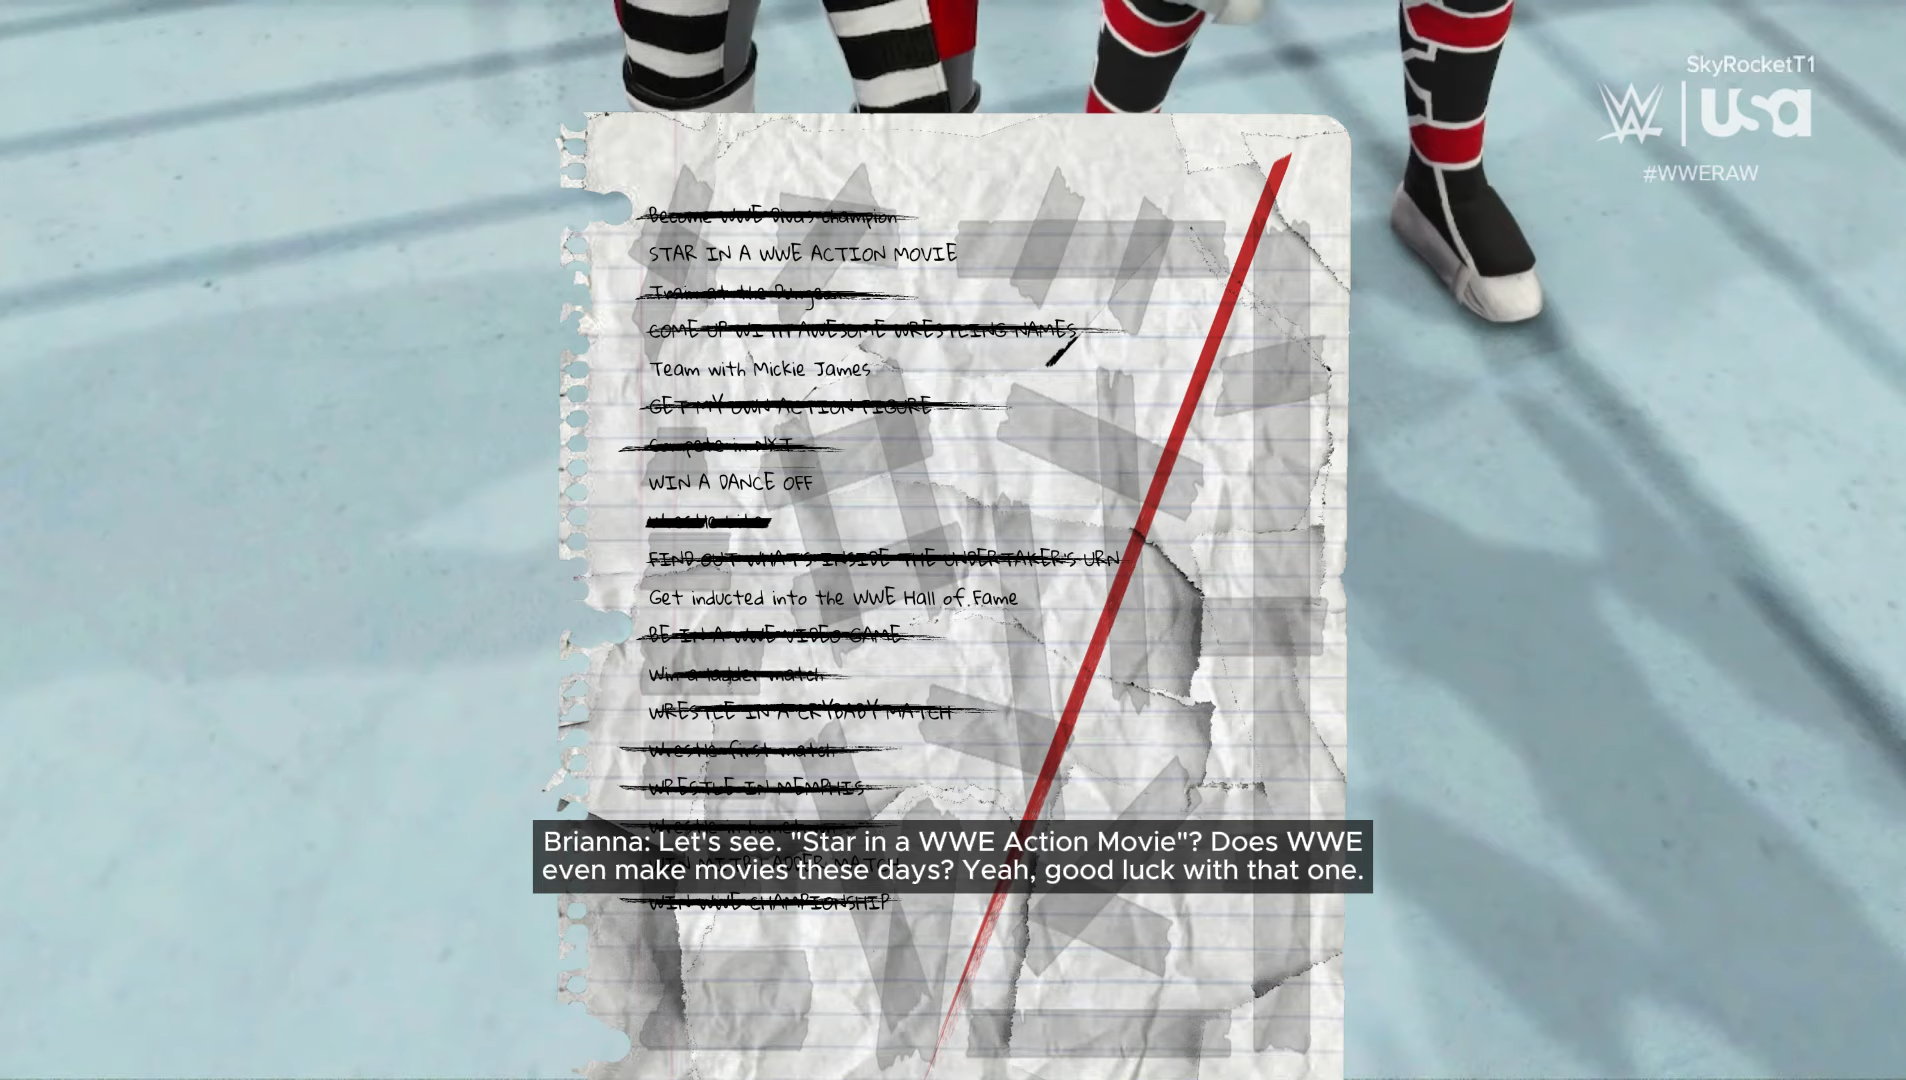 SkyRocketT1
W | USA
#WWERAW
Become WWE Divas champion
STAR IN A WWE ACTION MOVIE
Train at the Dungeon
COME UP WITH AWESOME WRESTLING NAMES
Team with Mickie James
GET MY OWN ACTION FIGURE
Compete in NXT
WIN A DANCE OFF
FIND OUT WHAT'S INSIDE THE UNDERTAKER'S URN
Get inducted into the WWE Hall of Fame
BE IN A WWE VIDEO GAME
Win a ladder match
WRESTLE IN A CRYBABY MATCH
Wrestle first match
WRESTLE IN MEMPHIS
Brianna: Let's see. "Star in a WWE Action Movie"? Does WWE
even make movies these days? Yeah, good luck with that one.
WIN WWE CHAMPIONSHIP